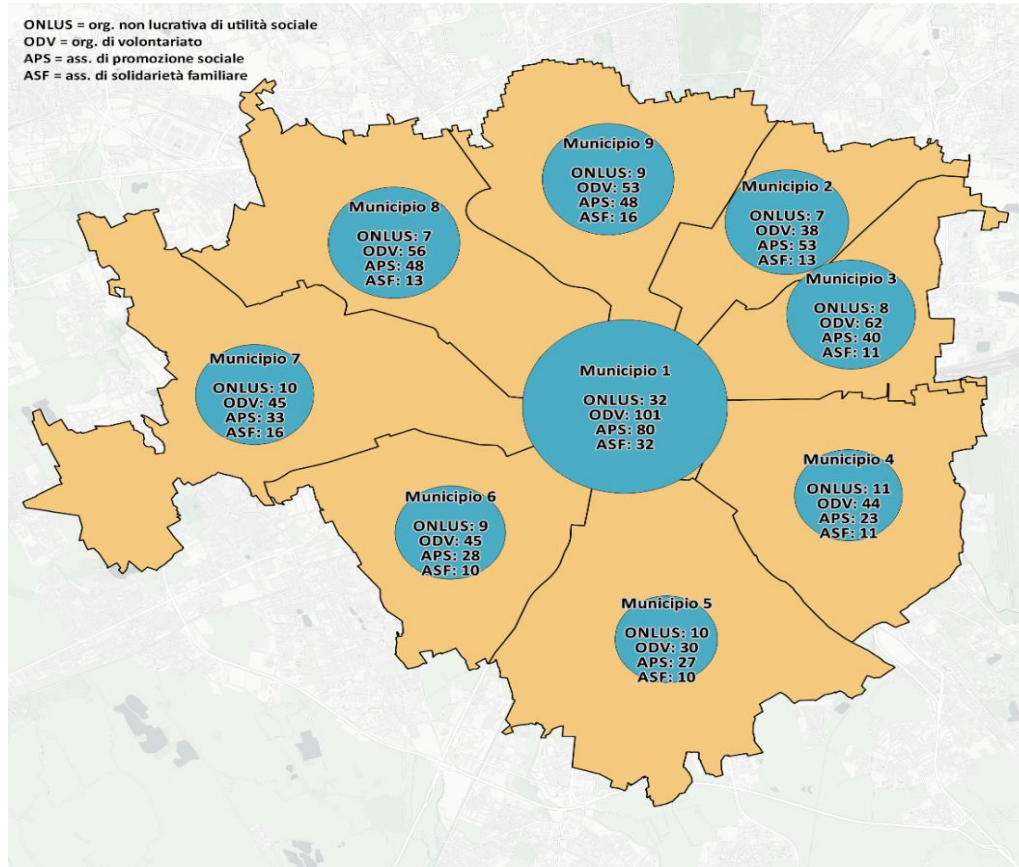 ONLUS = org. non lucrativa di utilità sociale
ODV = org. di volontariato
APS = ass. di promozione sociale
ASF = ass. di solidarietà familiare
Municipio 9
ONLUS: 9
ODV: 53
APS: 48
ASF: 16
Municipio 2
ONLUS: 7
ODV: 38
APS: 53
ASF: 13
Municipio 8
ONLUS: 7
ODV: 56
APS: 48
ASF: 13
Municipio 3
ONLUS: 8
ODV: 62
APS: 40
ASF: 11
Municipio 7
ONLUS: 10
ODV: 45
APS: 33
ASF: 16
Municipio 1
ONLUS: 32
ODV: 101
APS: 80
ASF: 32
Municipio 4
ONLUS: 11
ODV: 44
APS: 23
ASF: 11
Municipio 6
ONLUS: 9
ODV: 45
APS: 28
ASF: 10
Municipio 5
ONLUS: 10
ODV: 30
APS: 27
ASF: 10